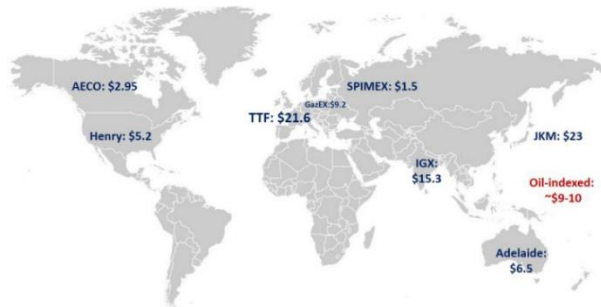 AECO: $2.95
SPIMEX: $1.5
GazEX:$9.2
TTF: $21.6
Henry: $5.2
JKM: $23
IGX:
$15.3
Oil-indexed:
~$9-10
Adelaide:
$6.5